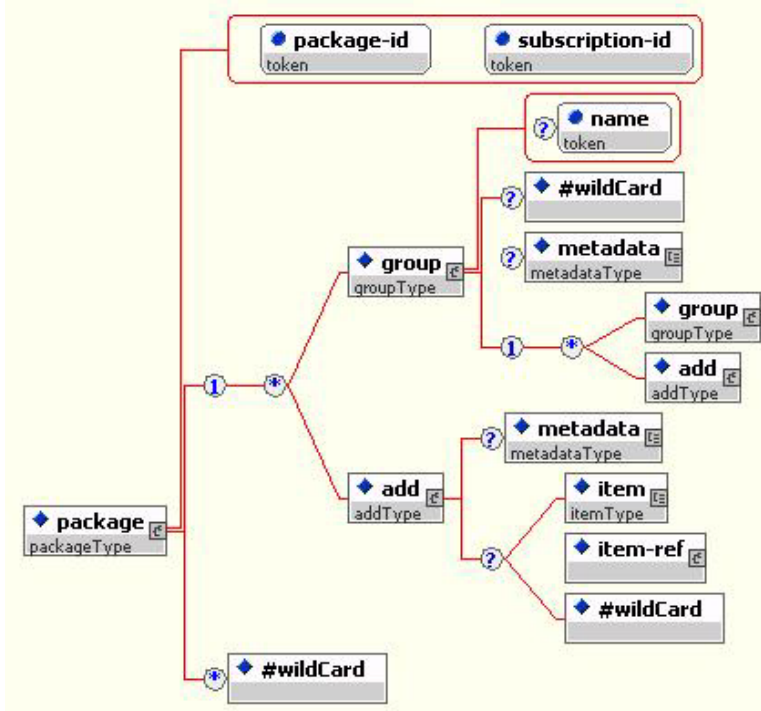 package-id
token
subscription-id
token
?
name
token
?
#wildCard
?
metadata
metadataType
group
groupType
1
*
group
groupType
add
addType
1
*
?
metadata
metadataType
add
addType
?
item
itemType
item-ref
#wildCard
package
packageType
*
#wildCard